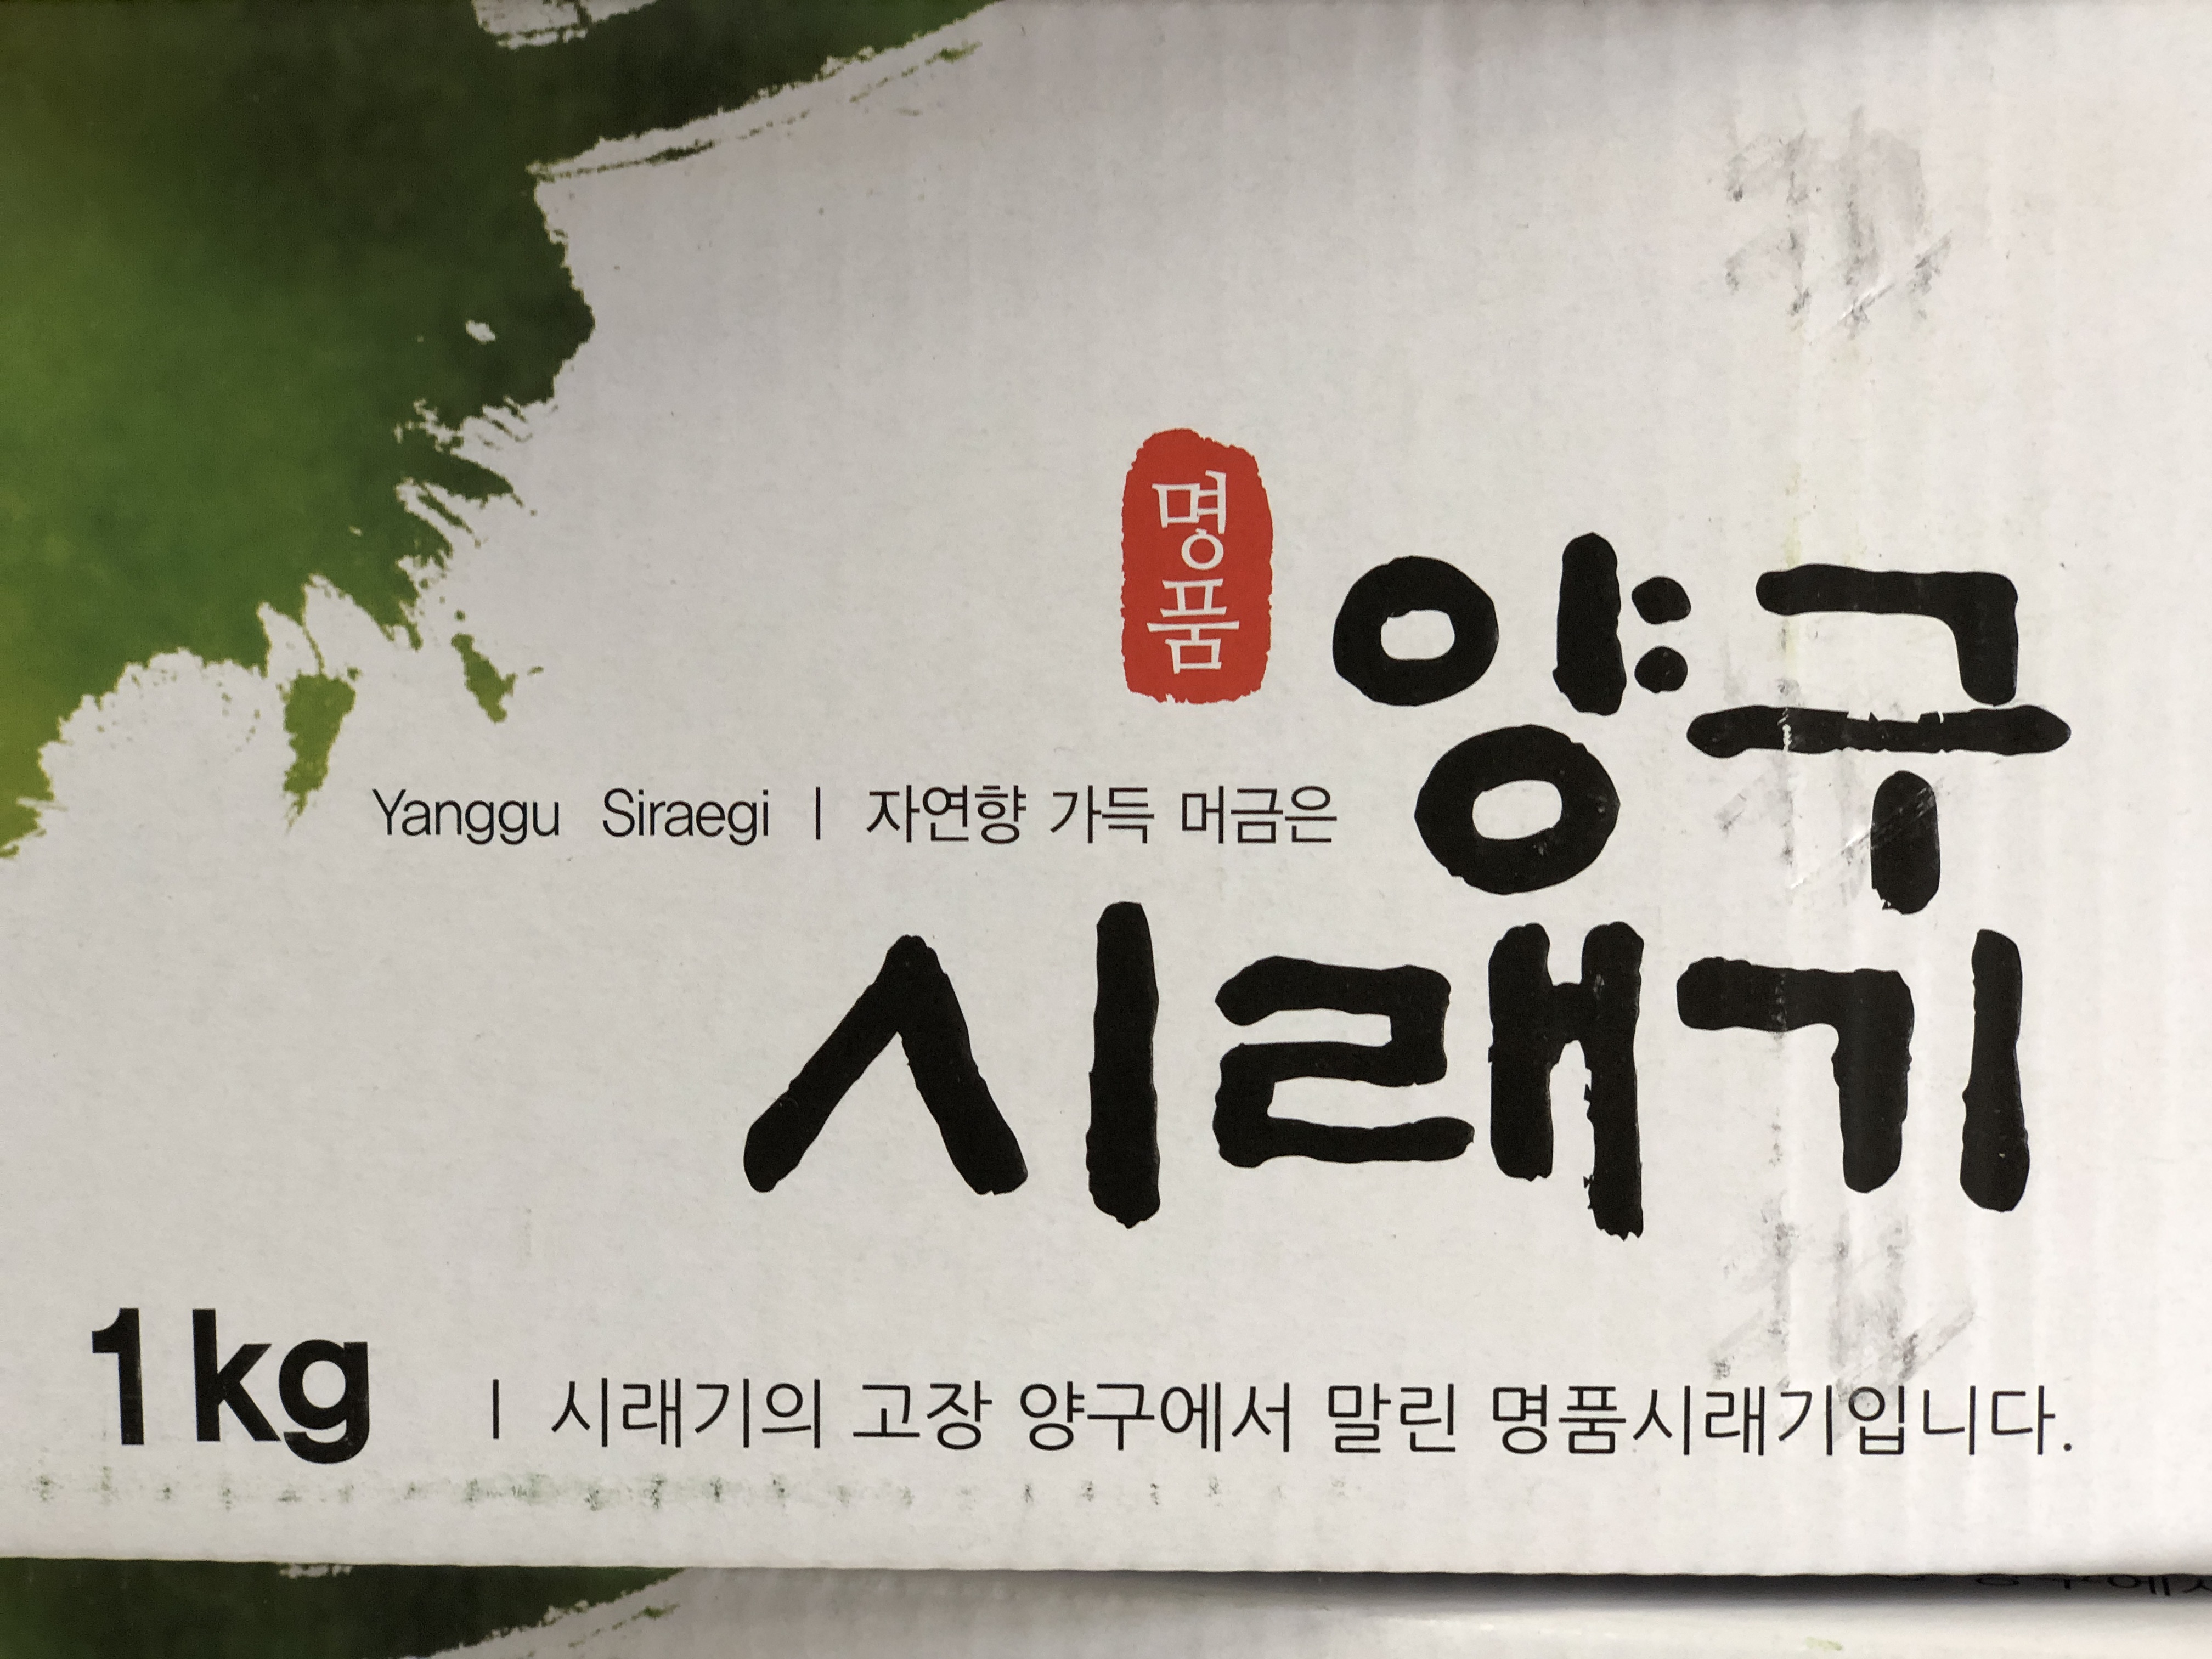 명품
양구
Yanggu Siraegi | 자연향 가득 머금은
시래기
1kg | 시래기의 고장 양구에서 말린 명품시래기입니다.